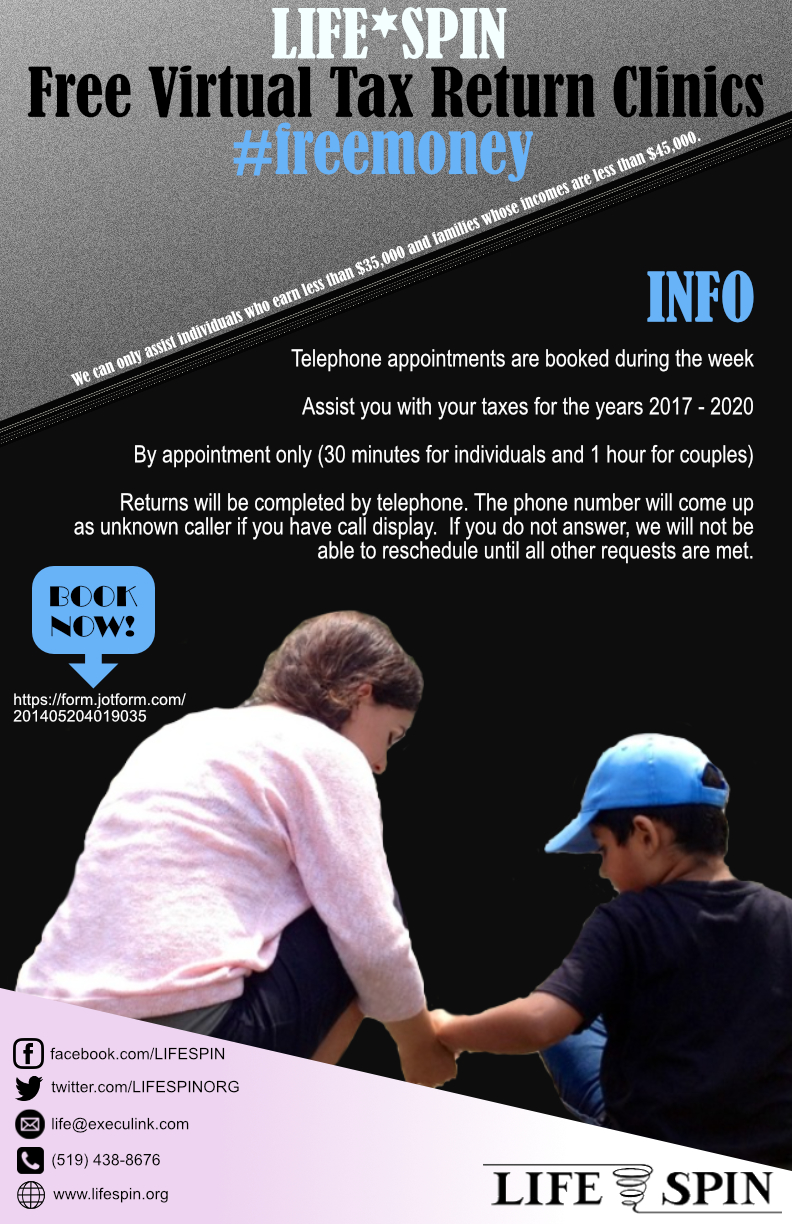 LIFE*SPIN
Free Virtual Tax Return Clinics
#freemoney
We can only assist individuals who earn less than $35,000 and families whose incomes are less than $45,000.
INFO
Telephone appointments are booked during the week
Assist you with your taxes for the years 2017 - 2020
By appointment only (30 minutes for individuals and 1 hour for couples)
Returns will be completed by telephone. The phone number will come up
as unknown caller if you have call display.  If you do not answer, we will not be
able to reschedule until all other requests are met.
BOOK
NOW!
https://form.jotform.com/
201405204019035
facebook.com/LIFESPIN
twitter.com/LIFESPINORG
life@execulink.com
(519) 438-8676
www.lifespin.org
LIFE SPIN